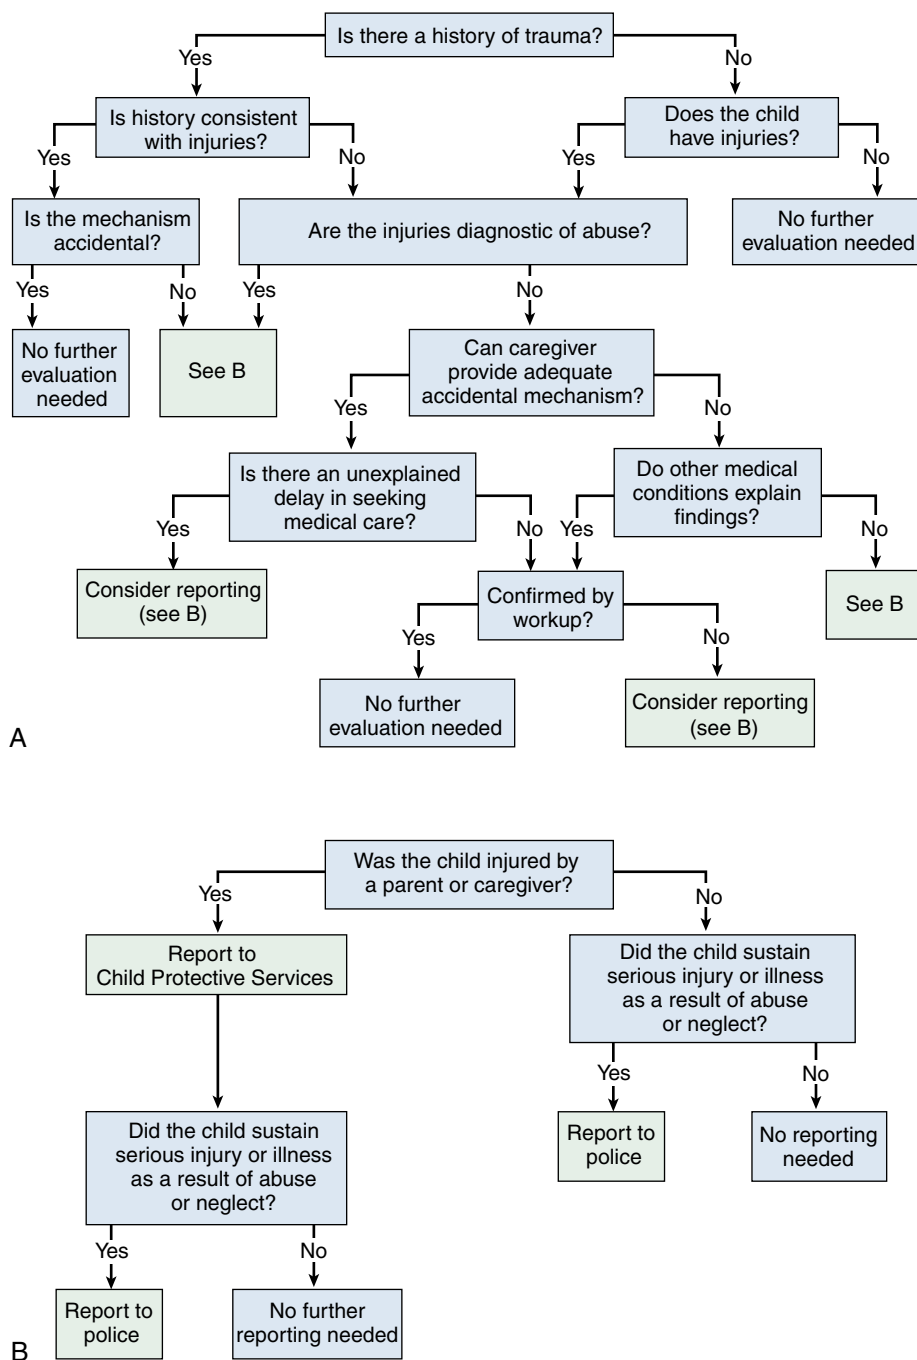 Is there a history of trauma?
Yes
No
Is history consistent
with injuries?
Does the child
have injuries?
Yes
No
Yes
No
Is the mechanism
accidental?
Are the injuries diagnostic of abuse?
No further
evaluation needed
Yes
No
Yes
No
No further
evaluation
needed
See B
Can caregiver
provide adequate
accidental mechanism?
Yes
No
Is there an unexplained
delay in seeking
medical care?
Do other medical
conditions explain
findings?
Yes
No
Yes
No
Consider reporting
(see B)
Confirmed by
workup?
See B
Yes
No
No further
evaluation needed
Consider reporting
(see B)
A
Was the child injured by
a parent or caregiver?
Yes
No
Report to
Child Protective Services
Did the child sustain
serious injury or illness
as a result of abuse
or neglect?
Yes
No
Did the child sustain
serious injury or illness
as a result of abuse
or neglect?
Report to
police
No reporting
needed
Yes
No
Report to
police
No further
reporting needed
B